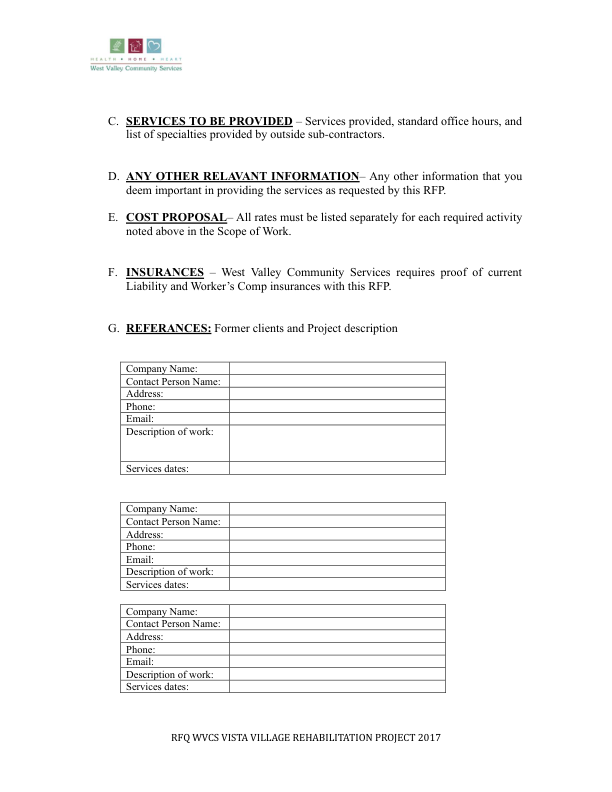 HEALTH • HOME • HEART
West Valley Community Services
C. SERVICES TO BE PROVIDED – Services provided, standard office hours, and
list of specialties provided by outside sub-contractors.
D. ANY OTHER RELAVANT INFORMATION– Any other information that you
deem important in providing the services as requested by this RFP.
E. COST PROPOSAL– All rates must be listed separately for each required activity
noted above in the Scope of Work.
F. INSURANCES – West Valley Community Services requires proof of current
Liability and Worker's Comp insurances with this RFP.
G. REFERANCES: Former clients and Project description
Company Name:
Contact Person Name:
Address:
Phone:
Email:
Description of work:
Services dates:
Company Name:
Contact Person Name:
Address:
Phone:
Email:
Description of work:
Services dates:
Company Name:
Contact Person Name:
Address:
Phone:
Email:
Description of work:
Services dates:
RFQ WVCS VISTA VILLAGE REHABILITATION PROJECT 2017